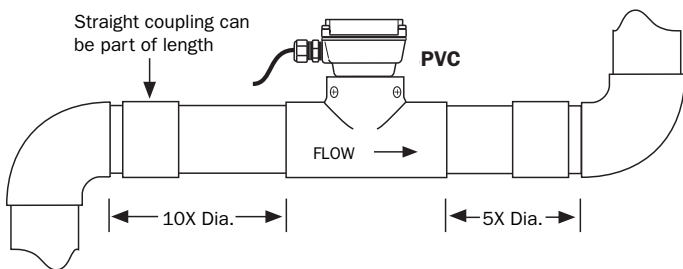 Straight coupling can
be part of length
PVC
FLOW
10X Dia.
5X Dia.